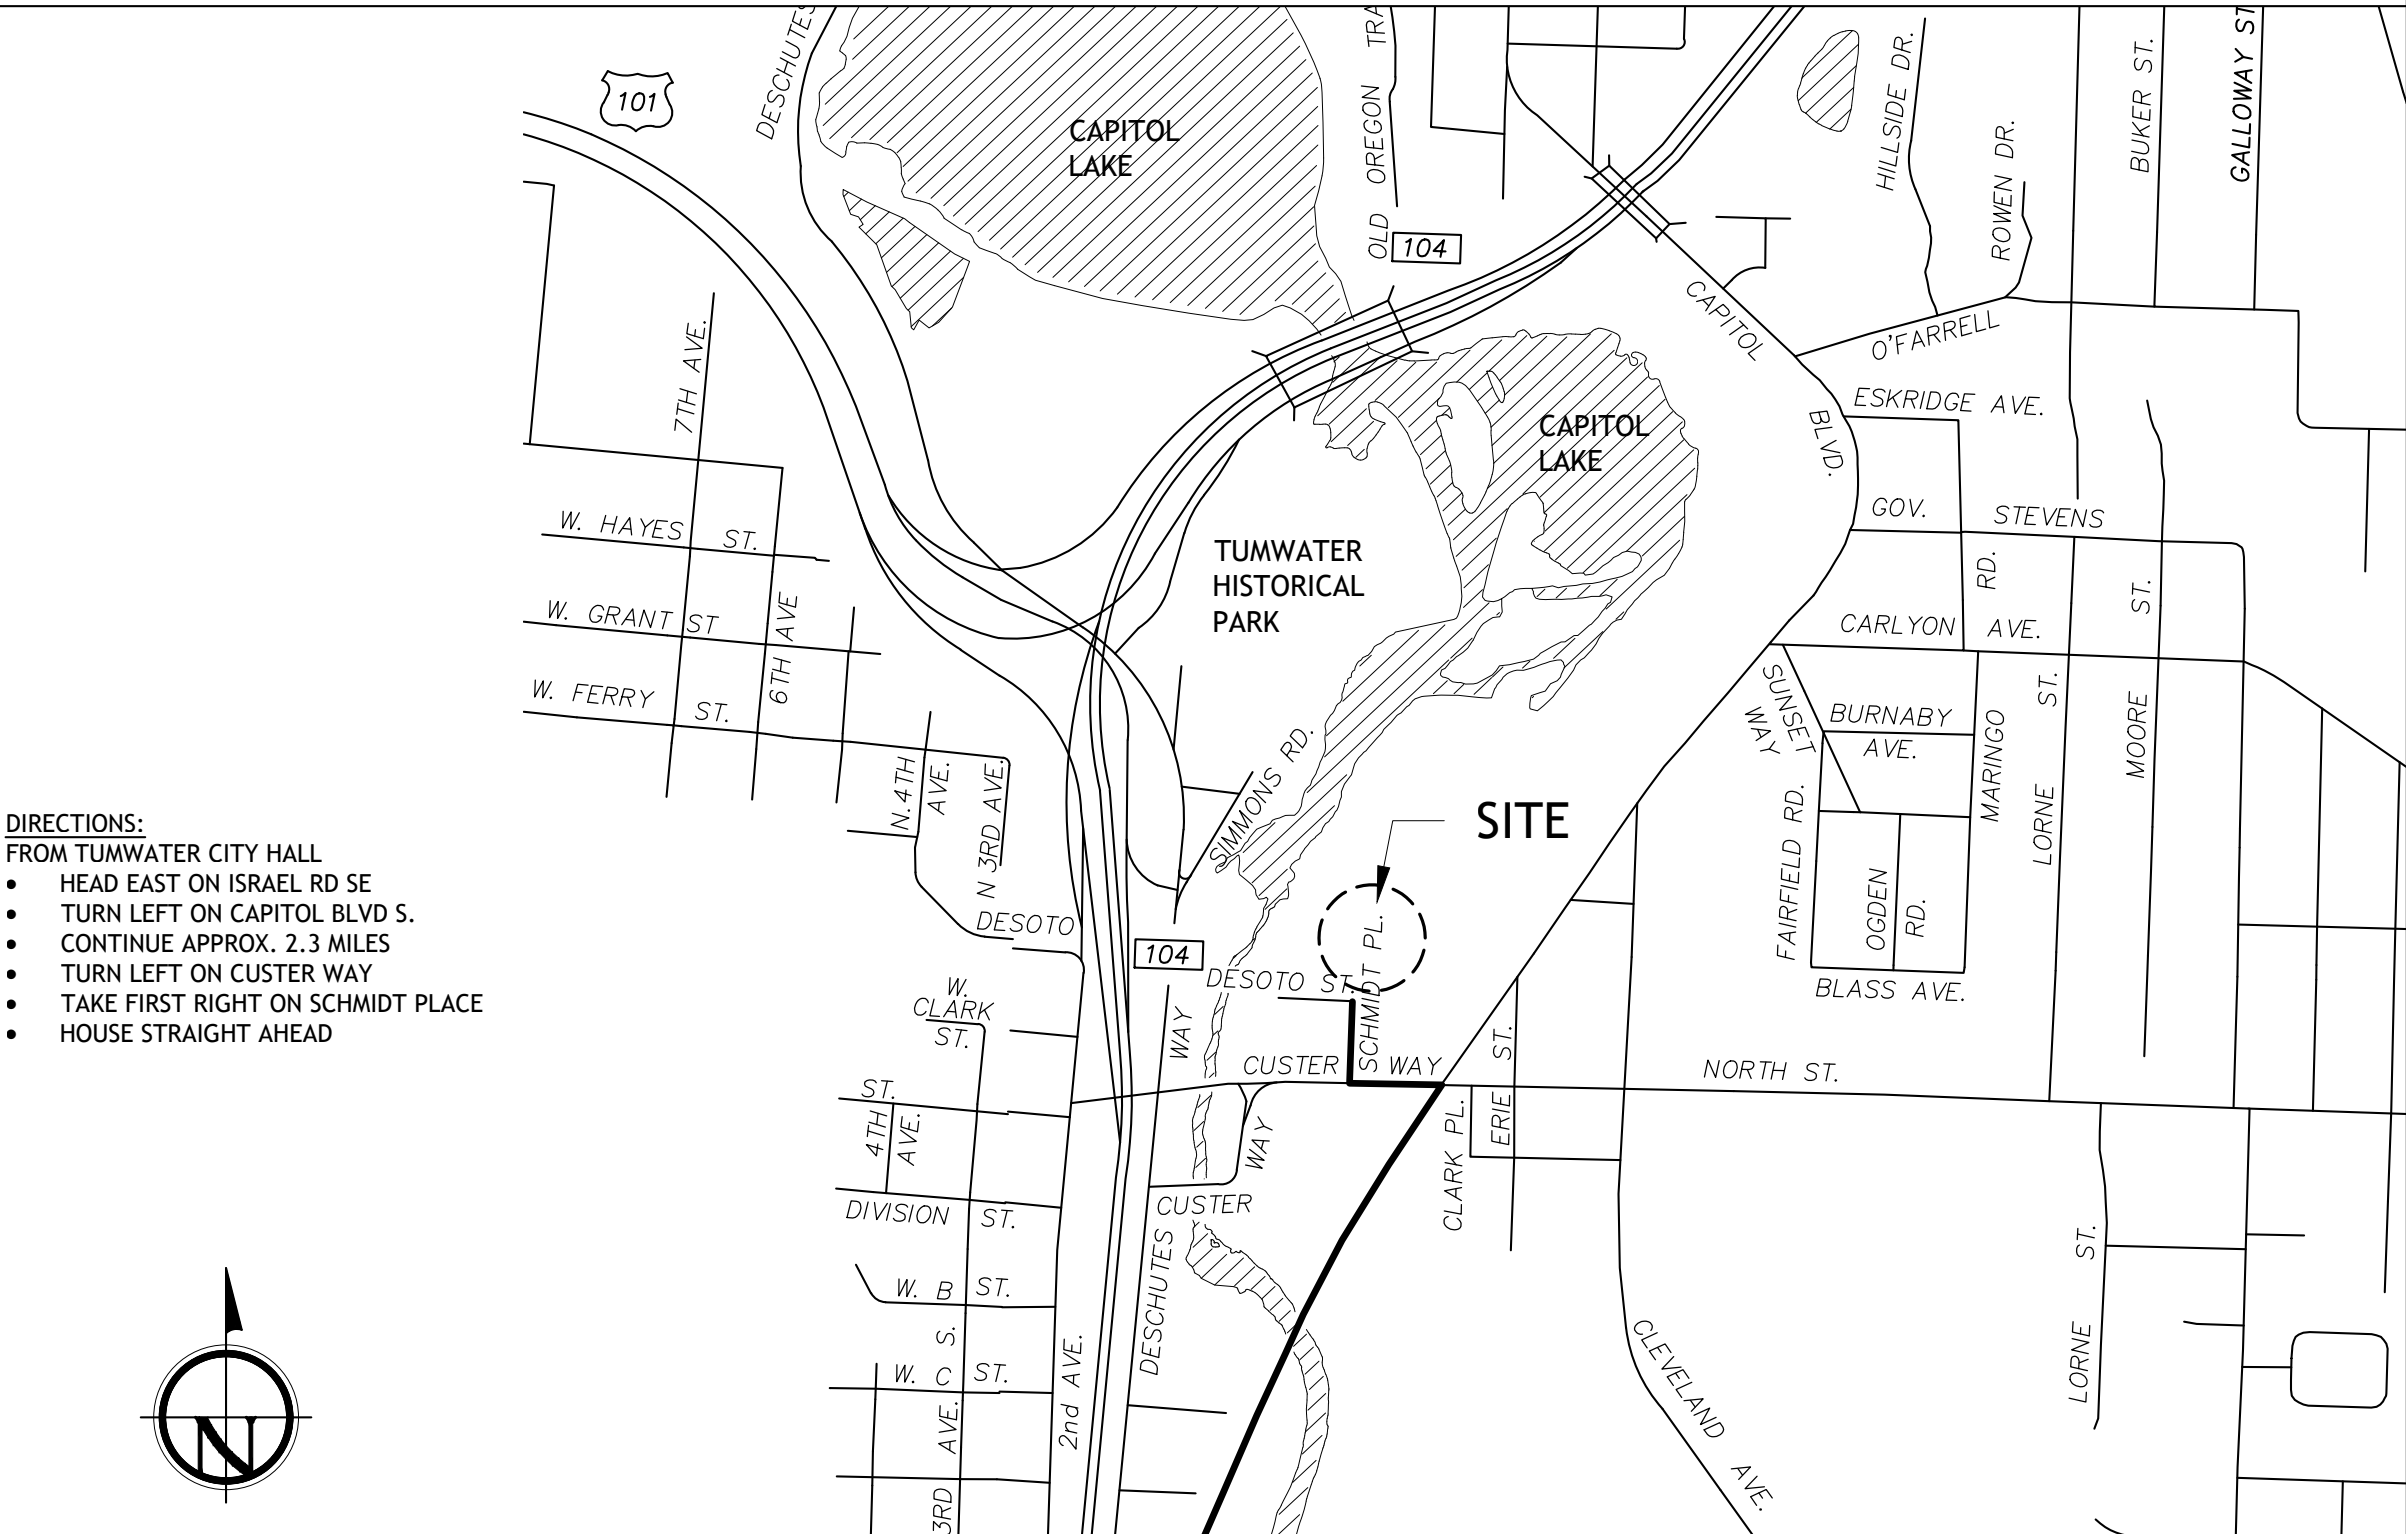 DESCHUTES
OLD OREGON TRA
101
CAPITOL
LAKE
104
HILLSIDE DR.
ROWEN DR.
BUKER ST.
GALLOWAY ST
CAPITOL BLVD.
O'FARRELL
ESKRIDGE AVE.
7TH AVE.
CAPITOL
LAKE
GOV. STEVENS
W. HAYES ST.
TUMWATER
HISTORICAL
PARK
RD.
ST.
W. GRANT ST
6TH AVE
CARLYON AVE.
W. FERRY ST.
SUNSET
WAY
BURNABY
AVE.
MARINGO
LORNE ST.
MOORE
SIMMONS RD.
N. 4TH
AVE.
N 3RD AVE.
SITE
FAIRFIELD RD.
OGDEN
RD.
DIRECTIONS:
FROM TUMWATER CITY HALL
• HEAD EAST ON ISRAEL RD SE
• TURN LEFT ON CAPITOL BLVD S.
• CONTINUE APPROX. 2.3 MILES
• TURN LEFT ON CUSTER WAY
• TAKE FIRST RIGHT ON SCHMIDT PLACE
• HOUSE STRAIGHT AHEAD
DESOTO
104
DESOTO ST.
SCHMIDT PL.
BLASS AVE.
W.
CLARK
ST.
WAY
CUSTER WAY
ERIE ST.
NORTH ST.
ST.
4TH
AVE.
WAY
CLARK PL.
CUSTER
DIVISION ST.
DESCHUTES
LORNE ST.
W. B ST.
S.
W. C ST.
2nd AVE.
3RD AVE.
CLEVELAND AVE.
N